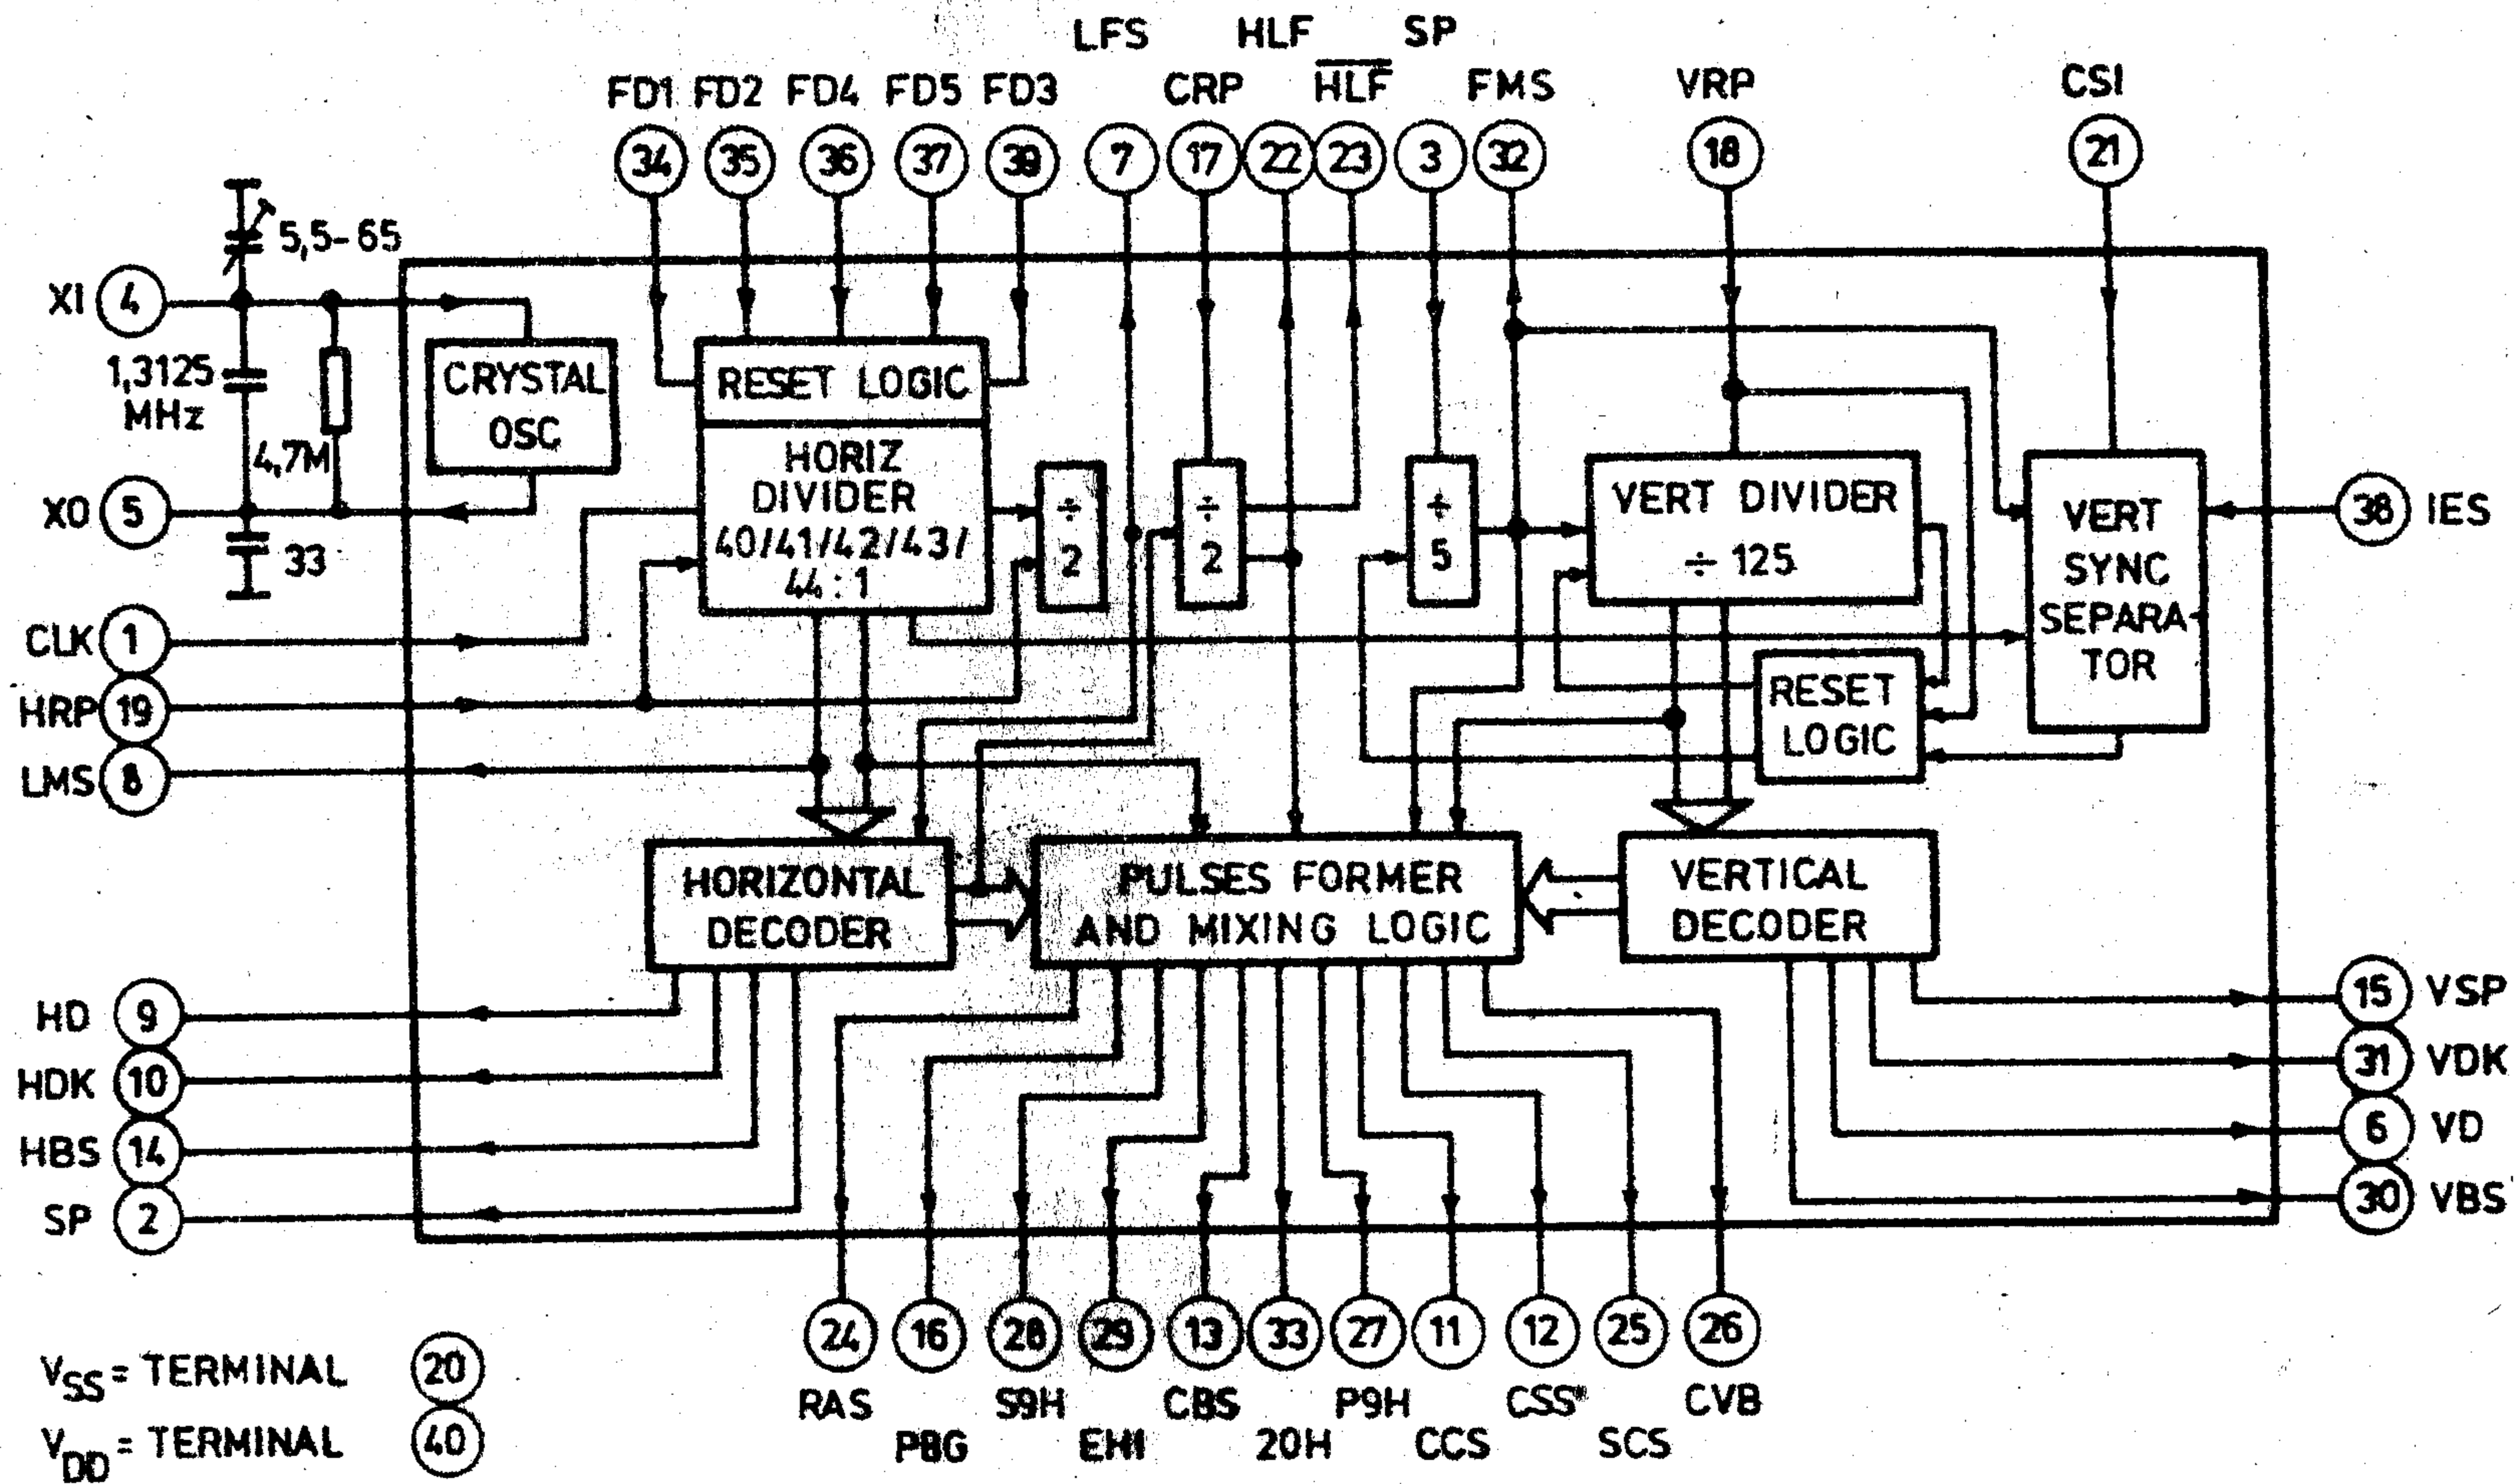 LFS HLF SP
FD1 FD2 FD4 FD5 FD3 CRP HLF FMS VRP CSI
34 35 36 37 39 7 17 22 23 3 32 18 21
5,5-65
XI 4
1,3125
MHz
4,7M
XO 5
33
CRYSTAL
OSC
RESET LOGIC
HORIZ
DIVIDER
40/41/42/43/
44:1
÷
2
÷
2
÷
5
VERT DIVIDER
÷ 125
VERT
SYNC
SEPARA-
TOR
38 IES
CLK 1
HRP 19
LMS 8
RESET
LOGIC
HORIZONTAL
DECODER
PULSES FORMER
AND MIXING LOGIC
VERTICAL
DECODER
HD 9
HDK 10
HBS 14
SP 2
15 VSP
31 VDK
6 VD
30 VBS
24 16 28 29 13 33 27 11 12 25 26
RAS S9H CBS P9H CSS CVB
PBG EHI 20H CCS SCS
VSS = TERMINAL 20
VDD = TERMINAL 40